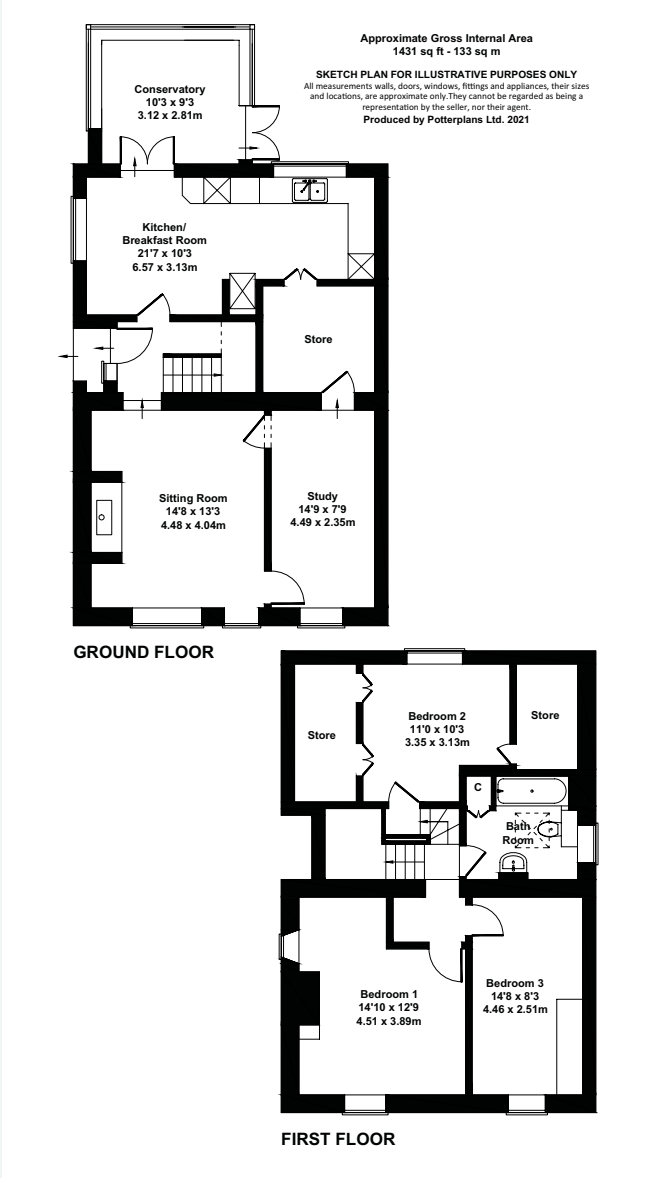 Approximate Gross Internal Area
1431 sq ft - 133 sq m
SKETCH PLAN FOR ILLUSTRATIVE PURPOSES ONLY
All measurements walls, doors, windows, fittings and appliances, their sizes
and locations, are approximate only.They cannot be regarded as being a
representation by the seller, nor their agent.
Produced by Potterplans Ltd. 2021
Conservatory
10'3 x 9'3
3.12 x 2.81m
Kitchen/
Breakfast Room
21'7 x 10'3
6.57 x 3.13m
Store
Sitting Room
14'8 x 13'3
4.48 x 4.04m
Study
14'9 x 7'9
4.49 x 2.35m
GROUND FLOOR
Store
Bedroom 2
11'0 x 10'3
3.35 x 3.13m
Store
C
Bath
Room
Bedroom 1
14'10 x 12'9
4.51 x 3.89m
Bedroom 3
14'8 x 8'3
4.46 x 2.51m
FIRST FLOOR